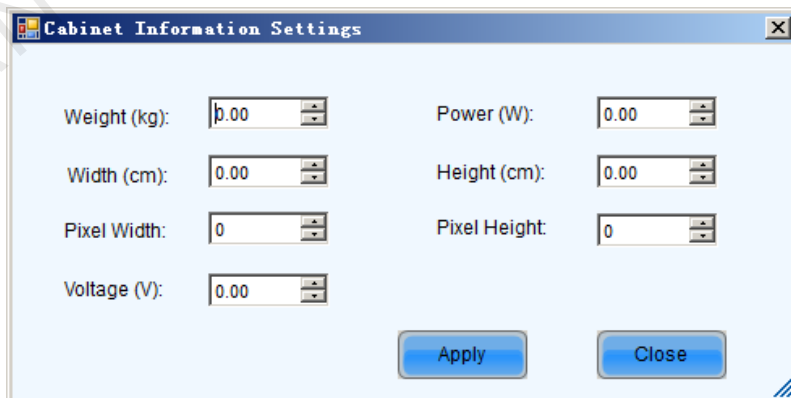 Cabinet Information Settings
Weight (kg): 0.00 Power (W): 0.00
Width (cm): 0.00 Height (cm): 0.00
Pixel Width: 0 Pixel Height: 0
Voltage (V): 0.00
Apply Close